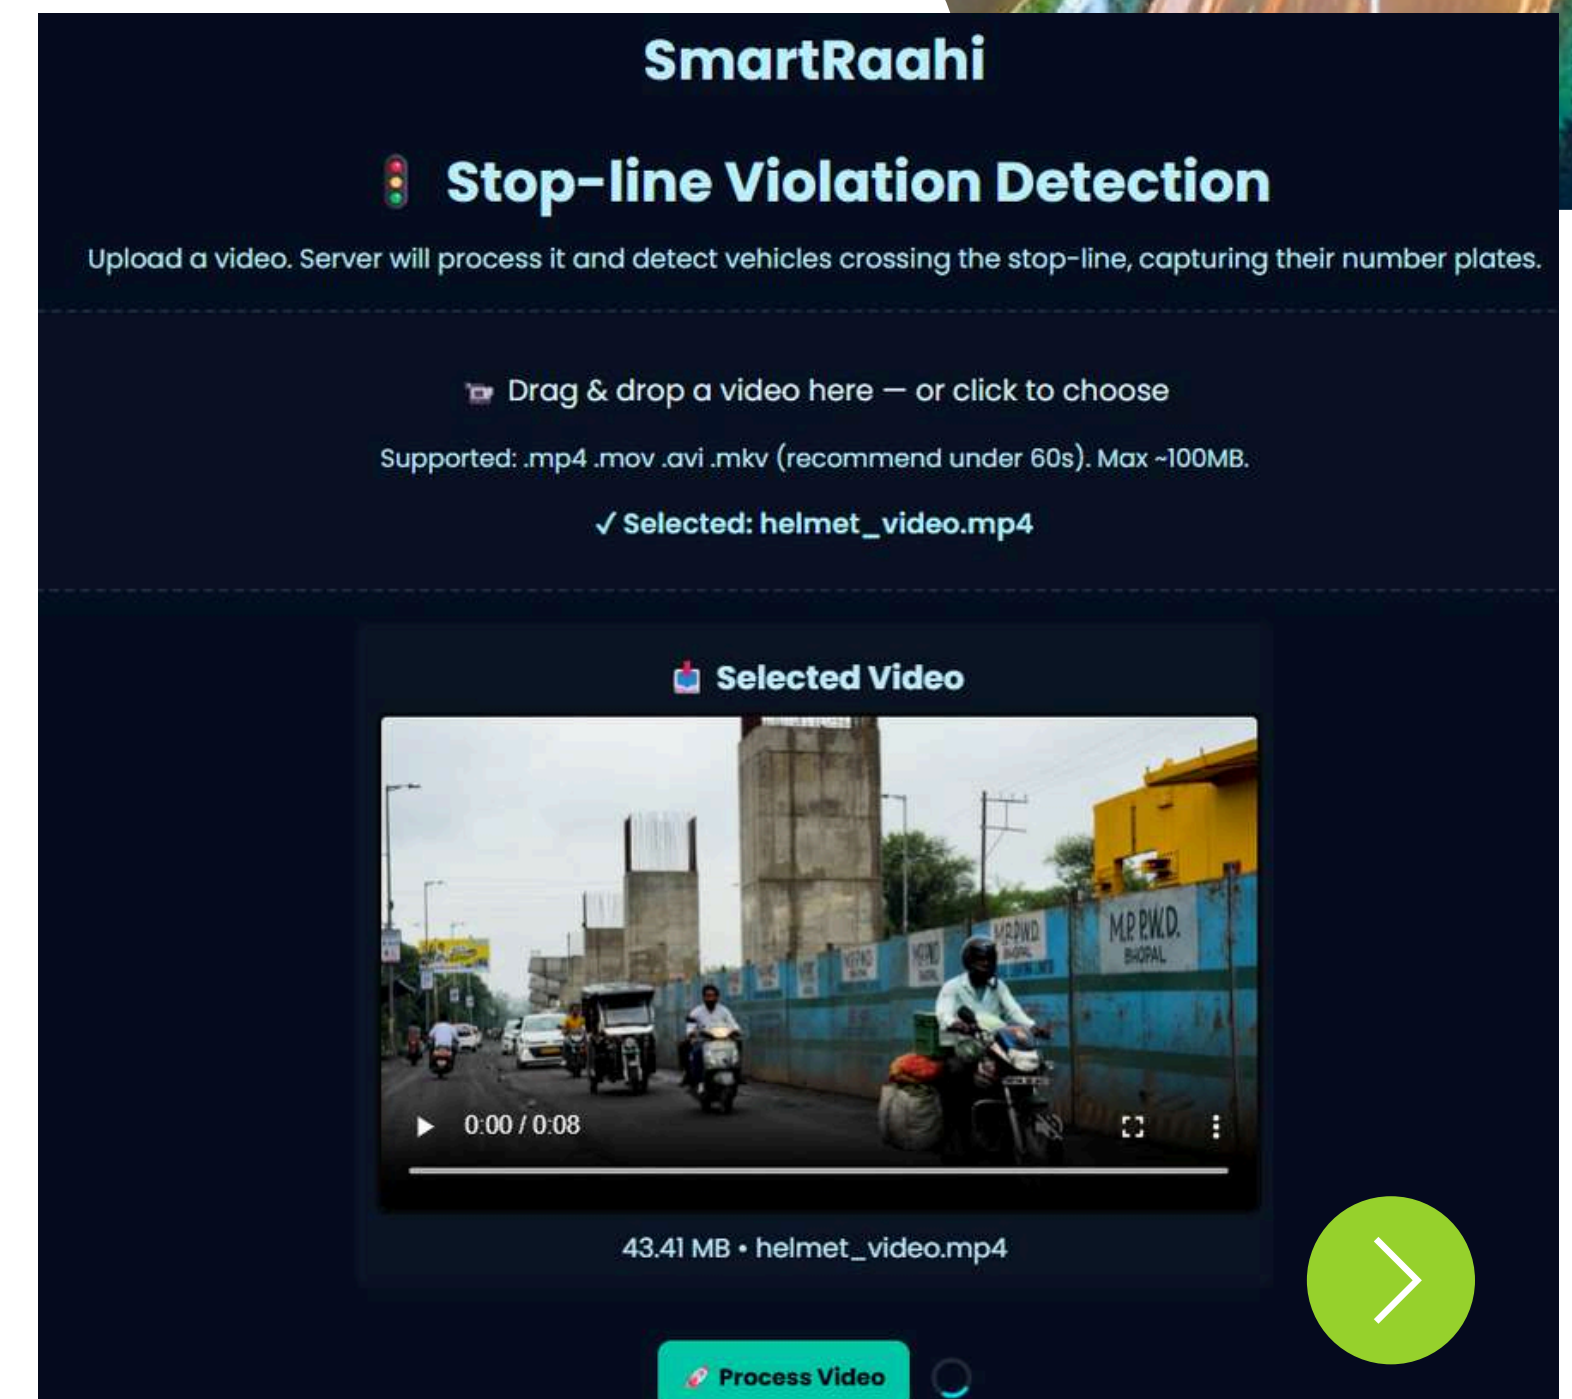 SmartRaahi
Stop-line Violation Detection
Upload a video. Server will process it and detect vehicles crossing the stop-line, capturing their number plates.
Drag & drop a video here — or click to choose
Supported: .mp4 .mov .avi .mkv (recommend under 60s). Max ~100MB.
✓ Selected: helmet_video.mp4
Selected Video
M.P. P.W.D.
BHOPAL
M.P.P.W.D.
BHOPAL
0:00 / 0:08
43.41 MB • helmet_video.mp4
Process Video